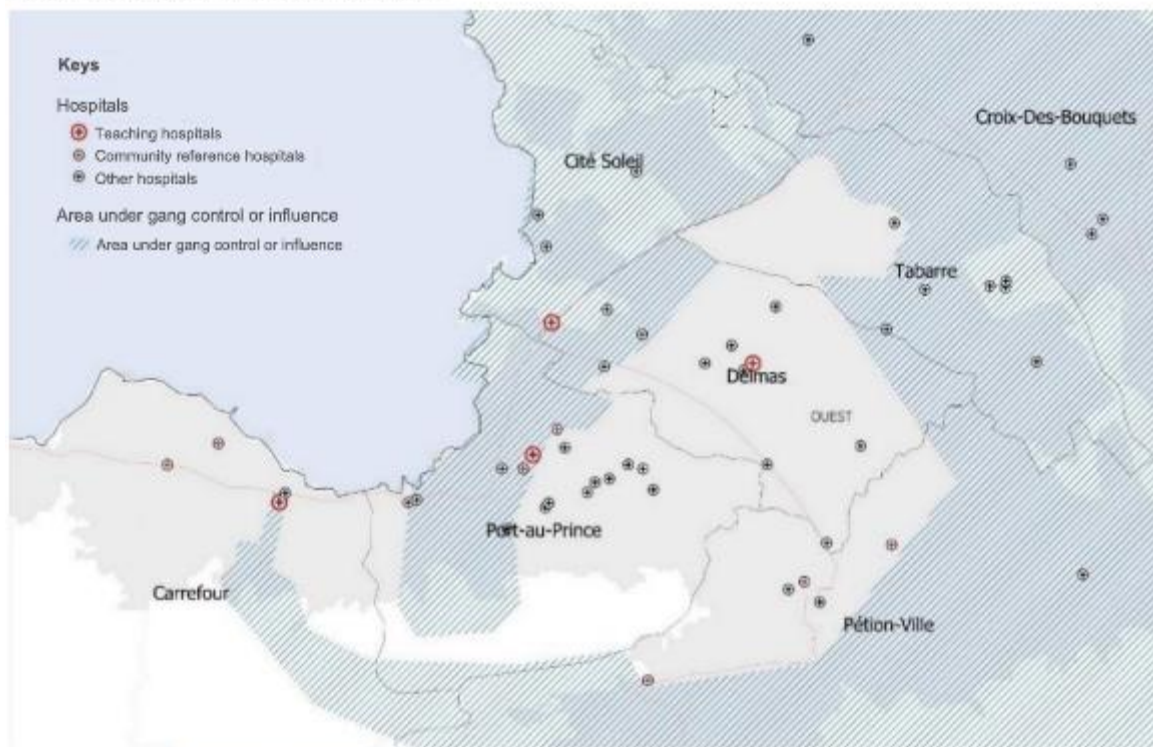 Keys
Hospitals
Teaching hospitals
Community reference hospitals
Other hospitals
Area under gang control or influence
Area under gang control or influence
Croix-Des-Bouquets
Cité Soleil
Tabarre
Delmas
OUEST
Port-au-Prince
Carrefour
Pétion-Ville